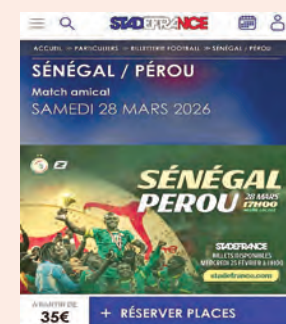 STADEFRANCE
ACCUEIL > PARTICULIERS > BILLETTERIE FOOTBALL > SÉNÉGAL / PÉROU
SÉNÉGAL / PÉROU
Match amical
SAMEDI 28 MARS 2026
SÉNÉGAL
PEROU
28 MARS
17H00
STADEFRANCE
BILLETS DISPONIBLES
MERCREDI 25 FÉVRIER À
stadefrance.com
À PARTIR DE
35€
+ RÉSERVER PLACES